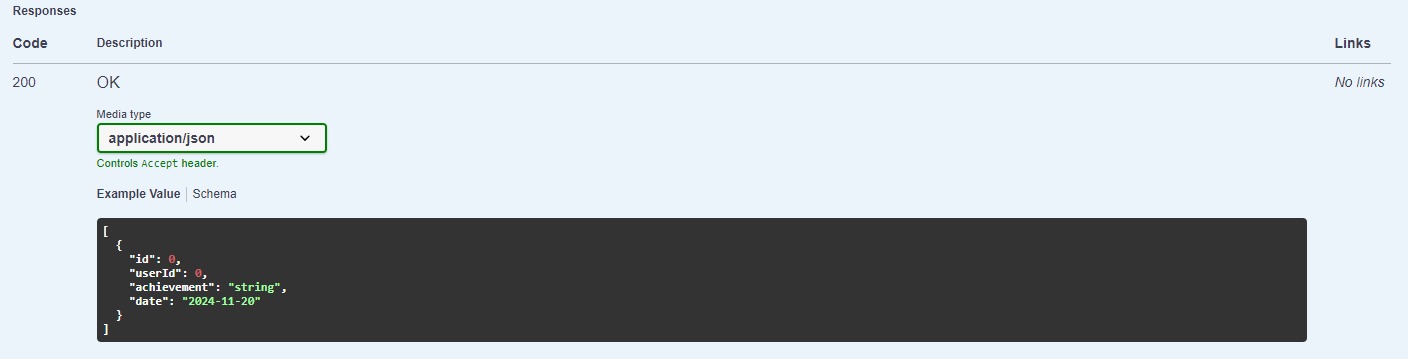 Responses
Code Description Links
200 OK No links
Media type
application/json
Controls Accept header.
Example Value Schema
[
  {
    "id": 0,
    "userId": 0,
    "achievement": "string",
    "date": "2024-11-20"
  }
]